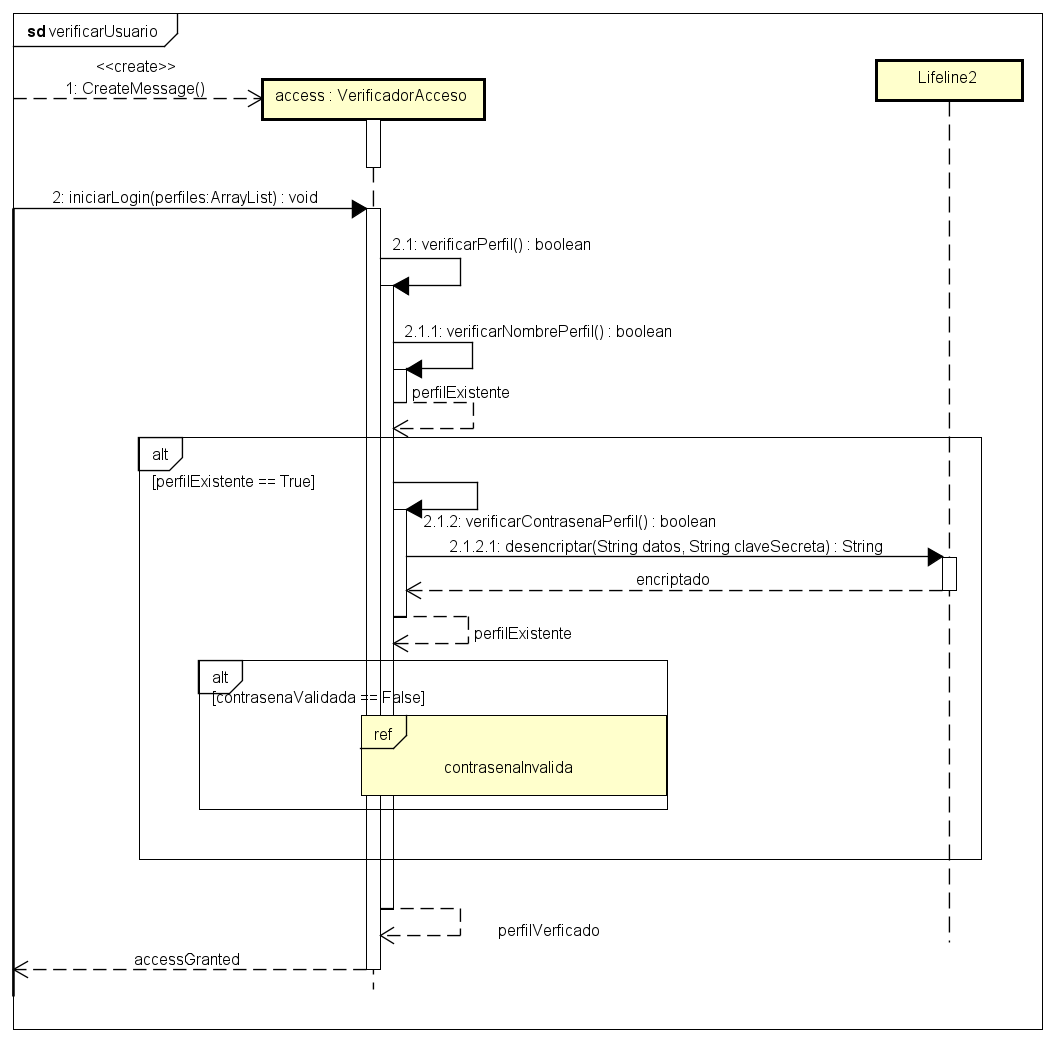 sd verificarUsuario
<<create>>
1: CreateMessage()
access : VerificadorAcceso
Lifeline2
2: iniciarLogin(perfiles:ArrayList) : void
2.1: verificarPerfil() : boolean
2.1.1: verificarNombrePerfil() : boolean
perfilExistente
alt
[perfilExistente == True]
2.1.2: verificarContrasenaPerfil() : boolean
2.1.2.1: desencriptar(String datos, String claveSecreta) : String
encriptado
perfilExistente
alt
[contrasenaValidada == False]
ref
contrasenaInvalida
perfilVerficado
accessGranted